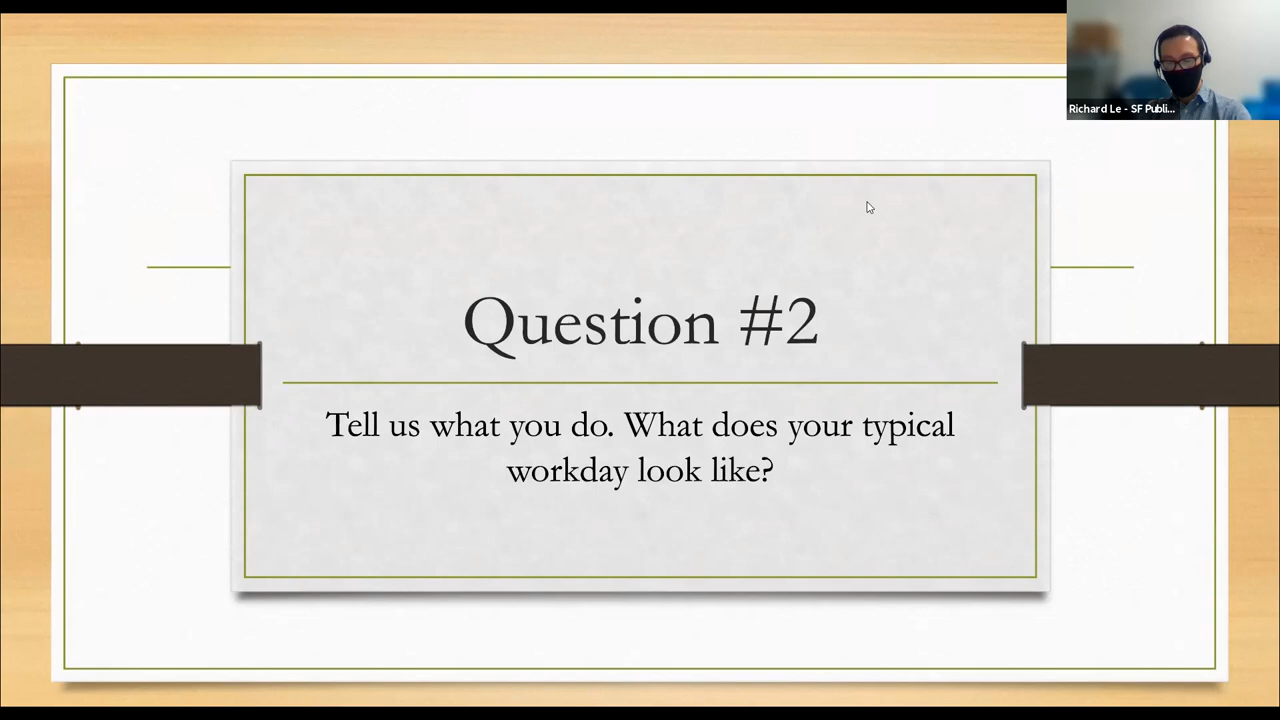 Richard Le - SF Publi...
Question #2
Tell us what you do. What does your typical
workday look like?